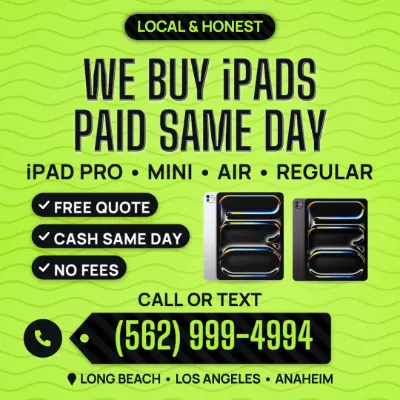 LOCAL & HONEST
WE BUY iPADS
PAID SAME DAY
iPAD PRO • MINI • AIR • REGULAR
FREE QUOTE
CASH SAME DAY
NO FEES
CALL OR TEXT
(562) 999-4994
LONG BEACH • LOS ANGELES • ANAHEIM